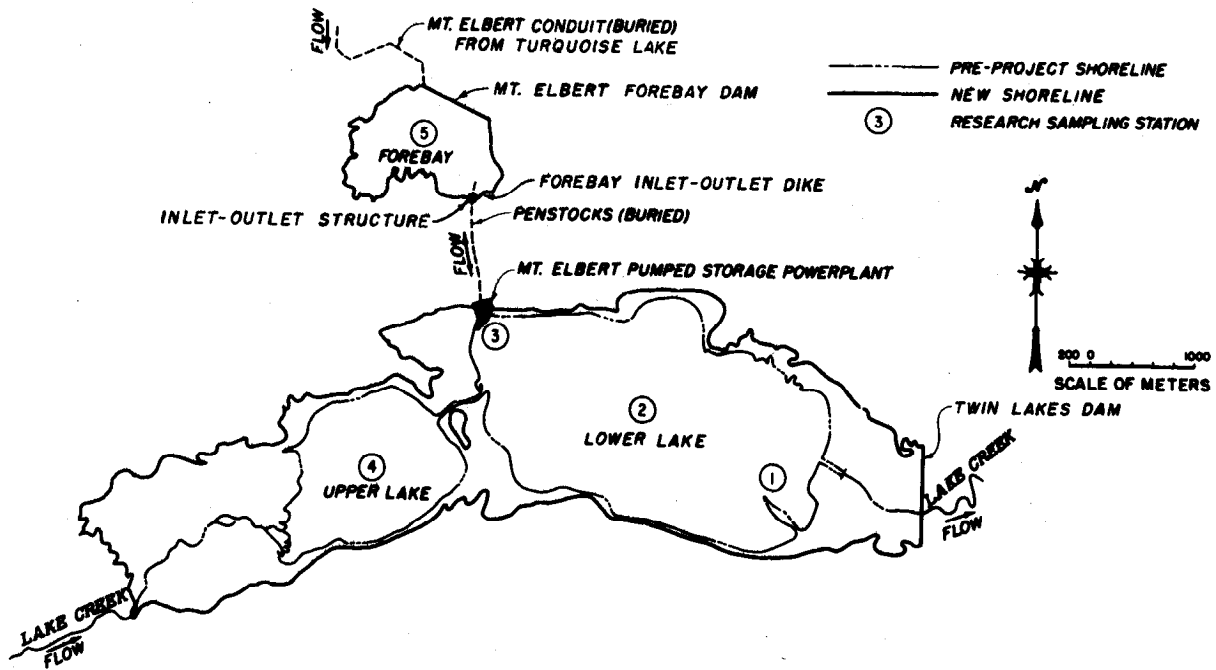 FLOW
MT. ELBERT CONDUIT (BURIED)
FROM TURQUOISE LAKE
MT. ELBERT FOREBAY DAM
PRE-PROJECT SHORELINE
NEW SHORELINE
3
RESEARCH SAMPLING STATION
5
FOREBAY
FOREBAY INLET-OUTLET DIKE
INLET-OUTLET STRUCTURE
PENSTOCKS (BURIED)
FLOW
MT. ELBERT PUMPED STORAGE POWERPLANT
N
3
200 0 1000
SCALE OF METERS
TWIN LAKES DAM
2
LOWER LAKE
4
UPPER LAKE
1
LAKE CREEK
FLOW
LAKE CREEK
FLOW